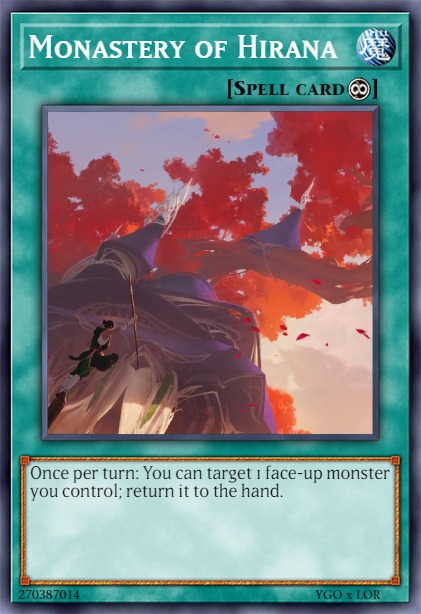 Monastery of Hirana
魔
[Spell card]
Once per turn: You can target 1 face-up monster
you control; return it to the hand.
270387014
YGO x LOR